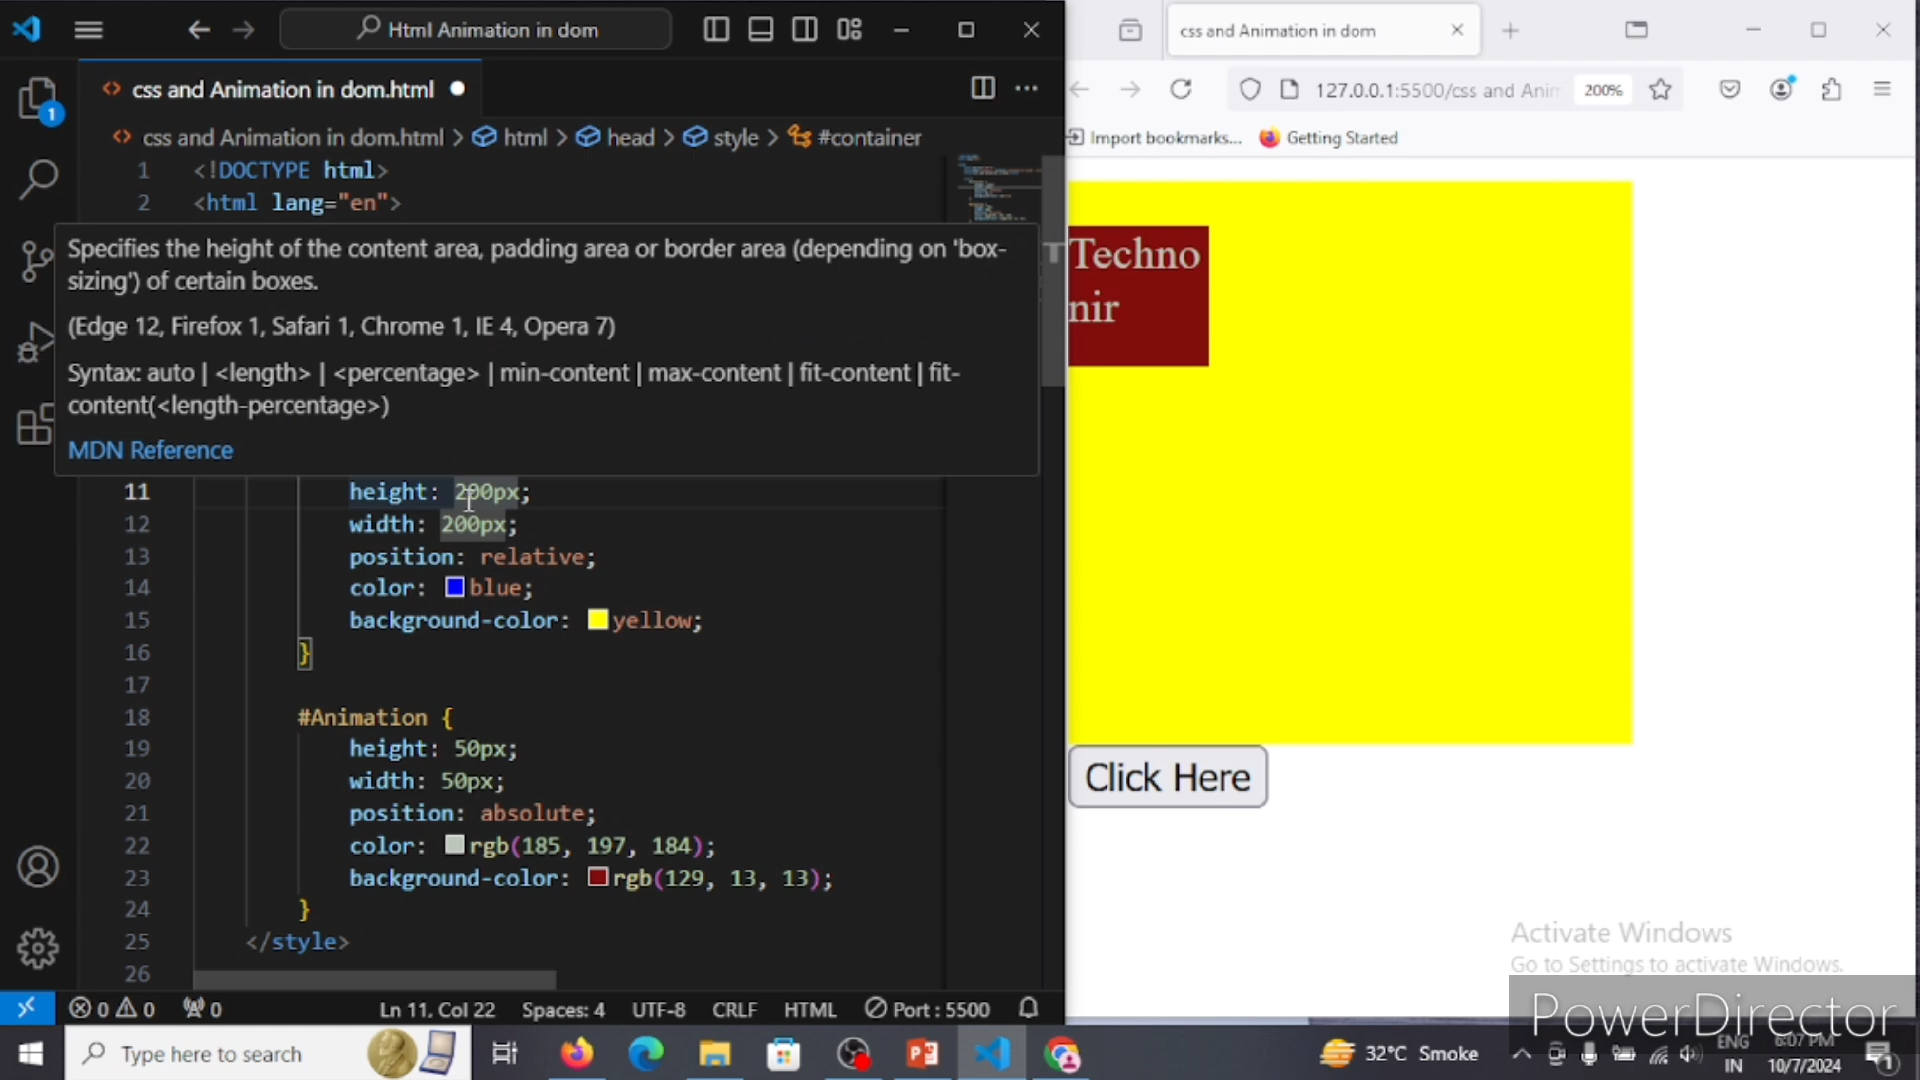 Html Animation in dom
css and Animation in dom.html
css and Animation in dom.html > html > head > style > #container
1 <!DOCTYPE html>
2 <html lang="en">
Specifies the height of the content area, padding area or border area (depending on 'box-
sizing') of certain boxes.
(Edge 12, Firefox 1, Safari 1, Chrome 1, IE 4, Opera 7)
Syntax: auto | <length> | <percentage> | min-content | max-content | fit-content | fit-
content(<length-percentage>)
MDN Reference
11 height: 200px;
12 width: 200px;
13 position: relative;
14 color: blue;
15 background-color: yellow;
16 }
17
18 #Animation {
19 height: 50px;
20 width: 50px;
21 position: absolute;
22 color: rgb(185, 197, 184);
23 background-color: rgb(129, 13, 13);
24 }
25 </style>
26
1
0 0 0 Ln 11, Col 22 Spaces: 4 UTF-8 CRLF HTML Port : 5500
css and Animation in dom
127.0.0.1:5500/css and Anim 200%
Import bookmarks... Getting Started
Techno
nir
Click Here
Activate Windows
Go to Settings to activate Windows.
PowerDirector
Type here to search
32°C Smoke
ENG
IN
6:07 PM
10/7/2024
1